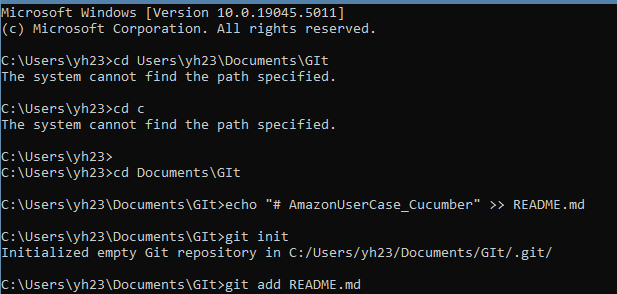 Microsoft Windows [Version 10.0.19045.5011]
(c) Microsoft Corporation. All rights reserved.
C:\Users\yh23>cd Users\yh23\Documents\GIt
The system cannot find the path specified.
C:\Users\yh23>cd c
The system cannot find the path specified.
C:\Users\yh23>
C:\Users\yh23>cd Documents\GIt
C:\Users\yh23\Documents\GIt>echo "# AmazonUserCase_Cucumber" >> README.md
C:\Users\yh23\Documents\GIt>git init
Initialized empty Git repository in C:/Users/yh23/Documents/GIt/.git/
C:\Users\yh23\Documents\GIt>git add README.md